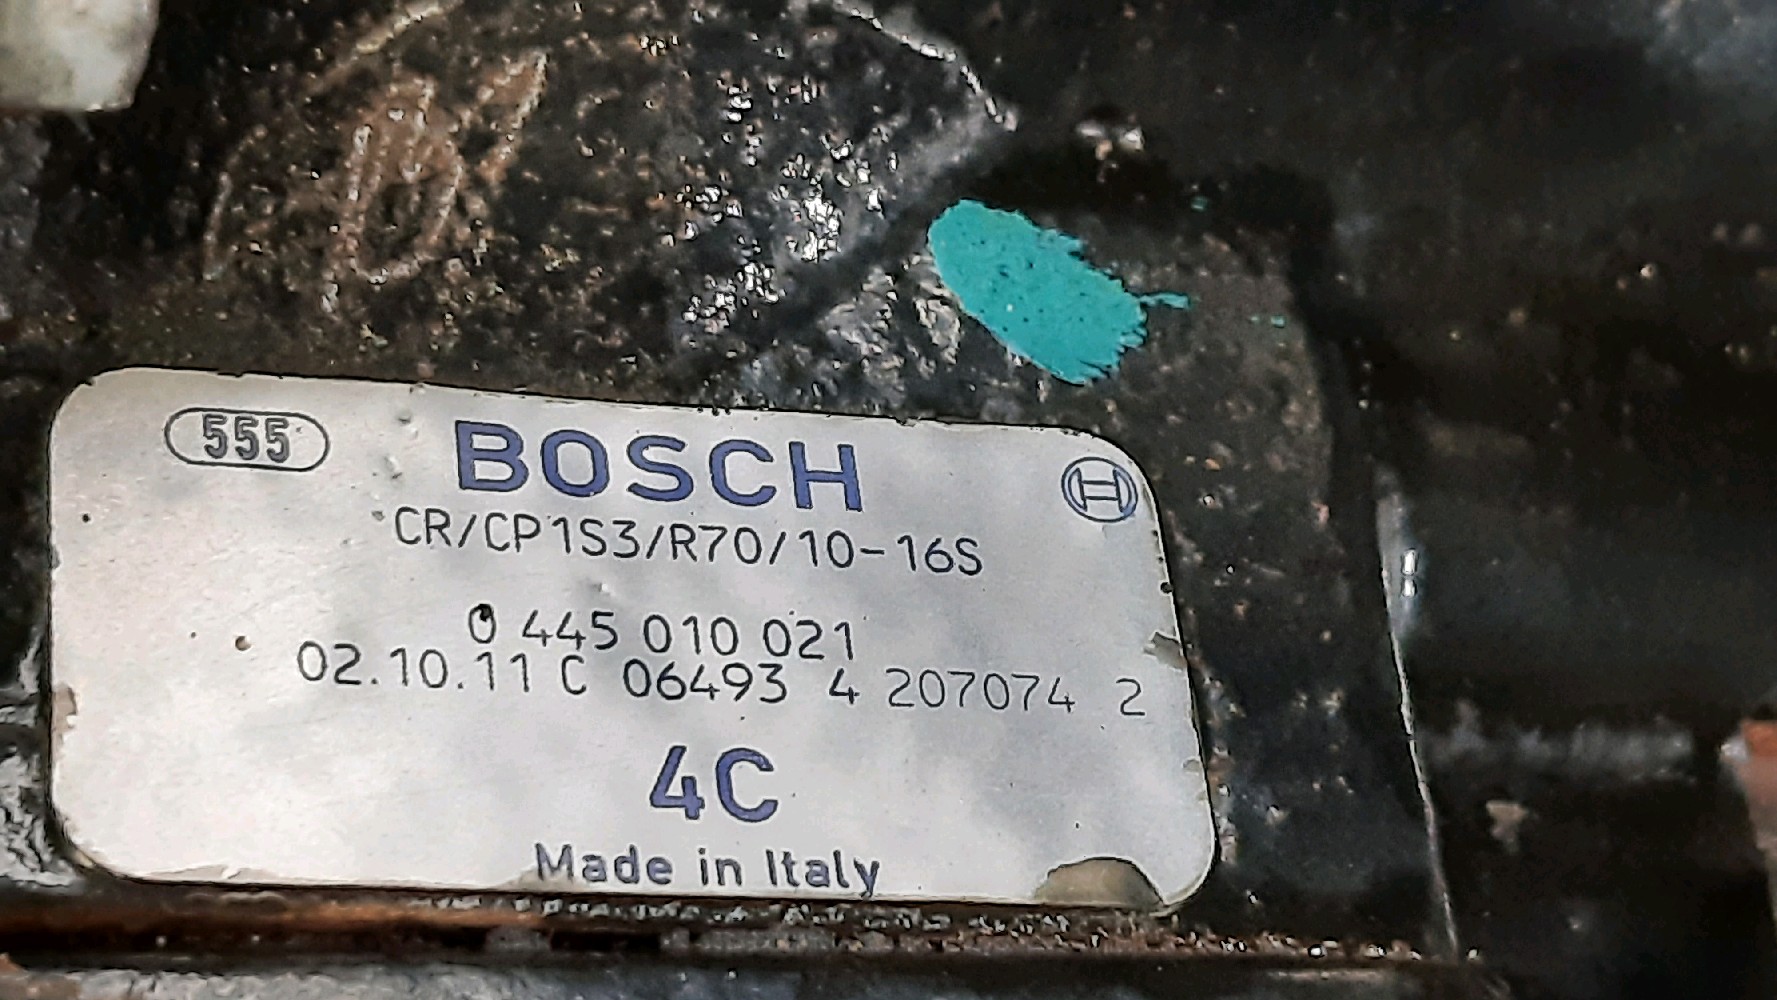 555
BOSCH
CR/CP1S3/R70/10-16S
0 445 010 021
02.10.11 C 06493 4 207074 2
4C
Made in Italy